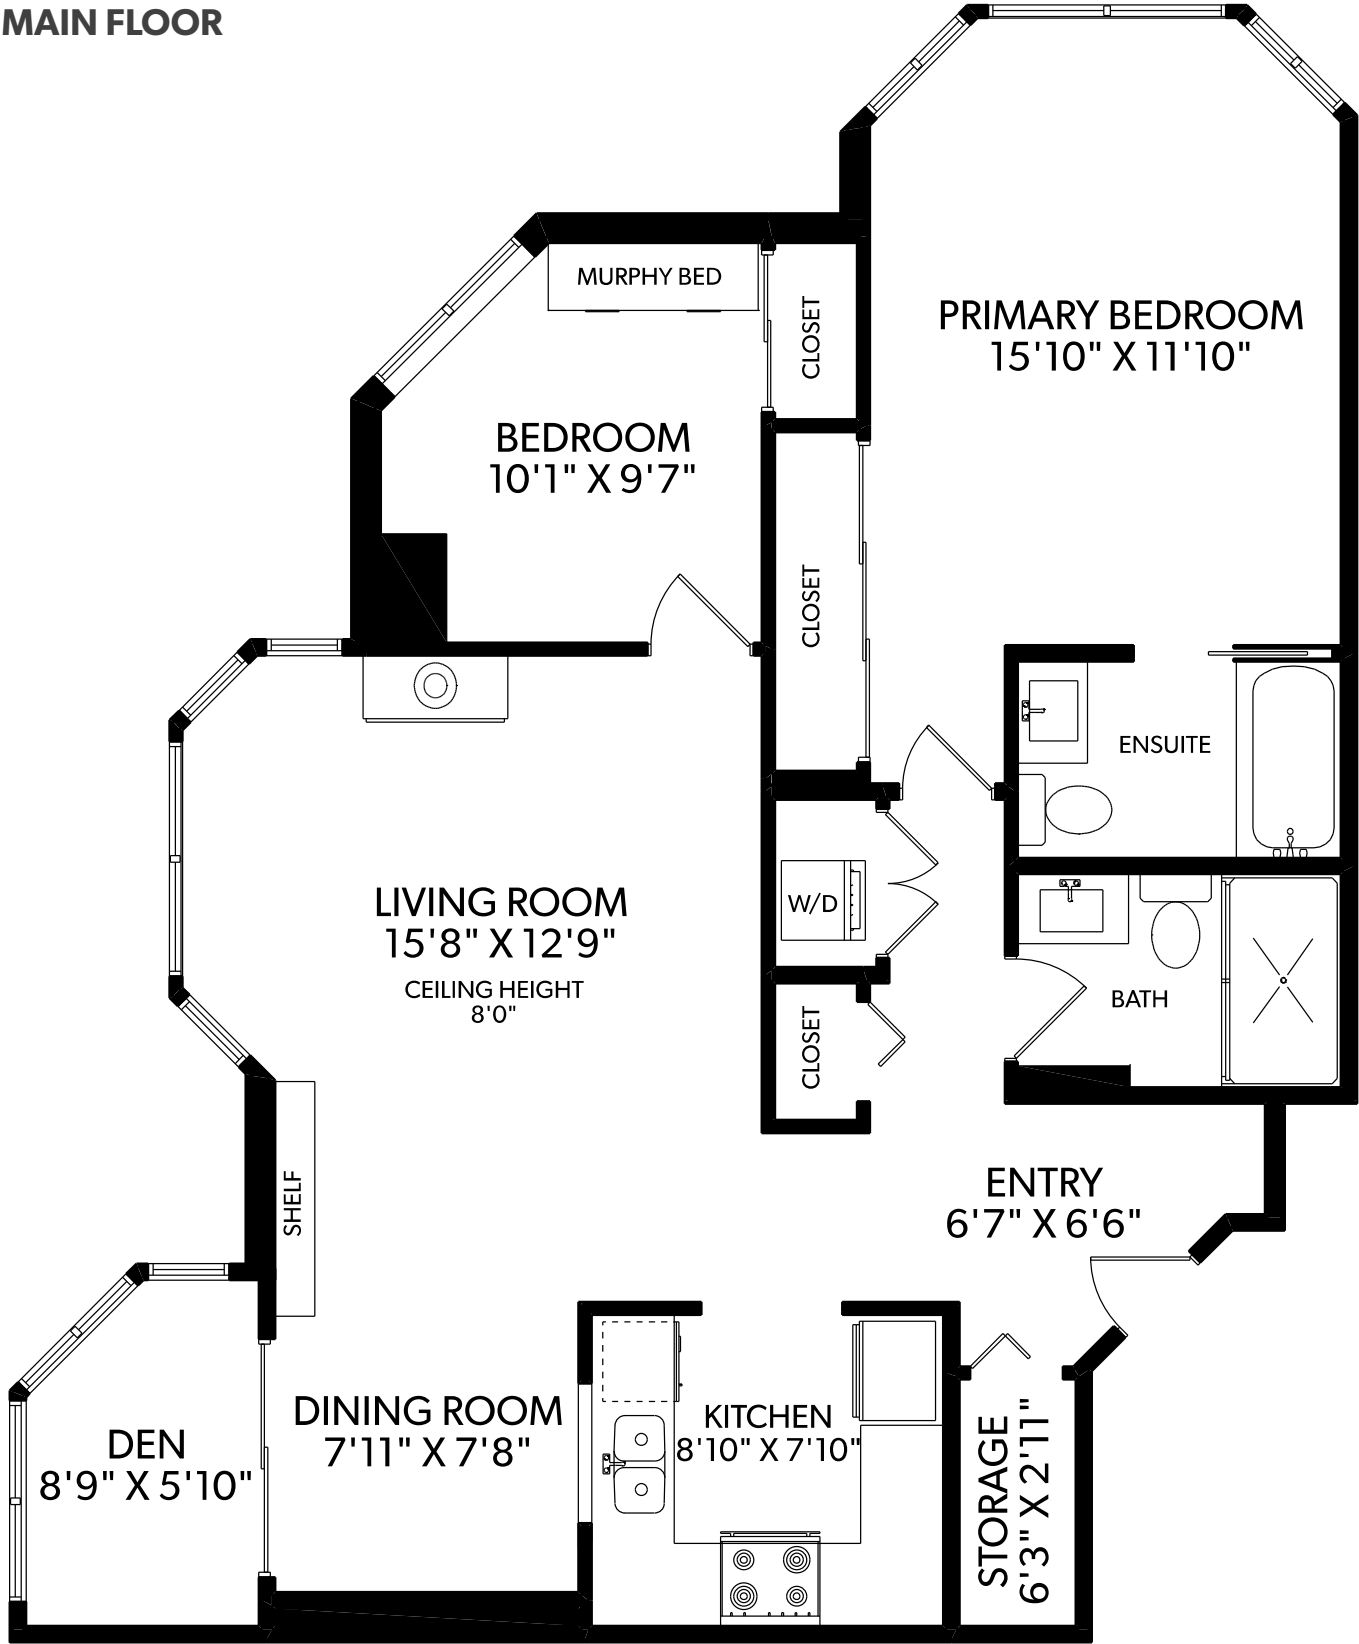 MAIN FLOOR
MURPHY BED
CLOSET
PRIMARY BEDROOM
15'10" X 11'10"
BEDROOM
10'1" X 9'7"
CLOSET
ENSUITE
LIVING ROOM
15'8" X 12'9"
CEILING HEIGHT
8'0"
W/D
BATH
CLOSET
SHELF
ENTRY
6'7" X 6'6"
DEN
8'9" X 5'10"
DINING ROOM
7'11" X 7'8"
KITCHEN
8'10" X 7'10"
STORAGE
6'3" X 2'11"